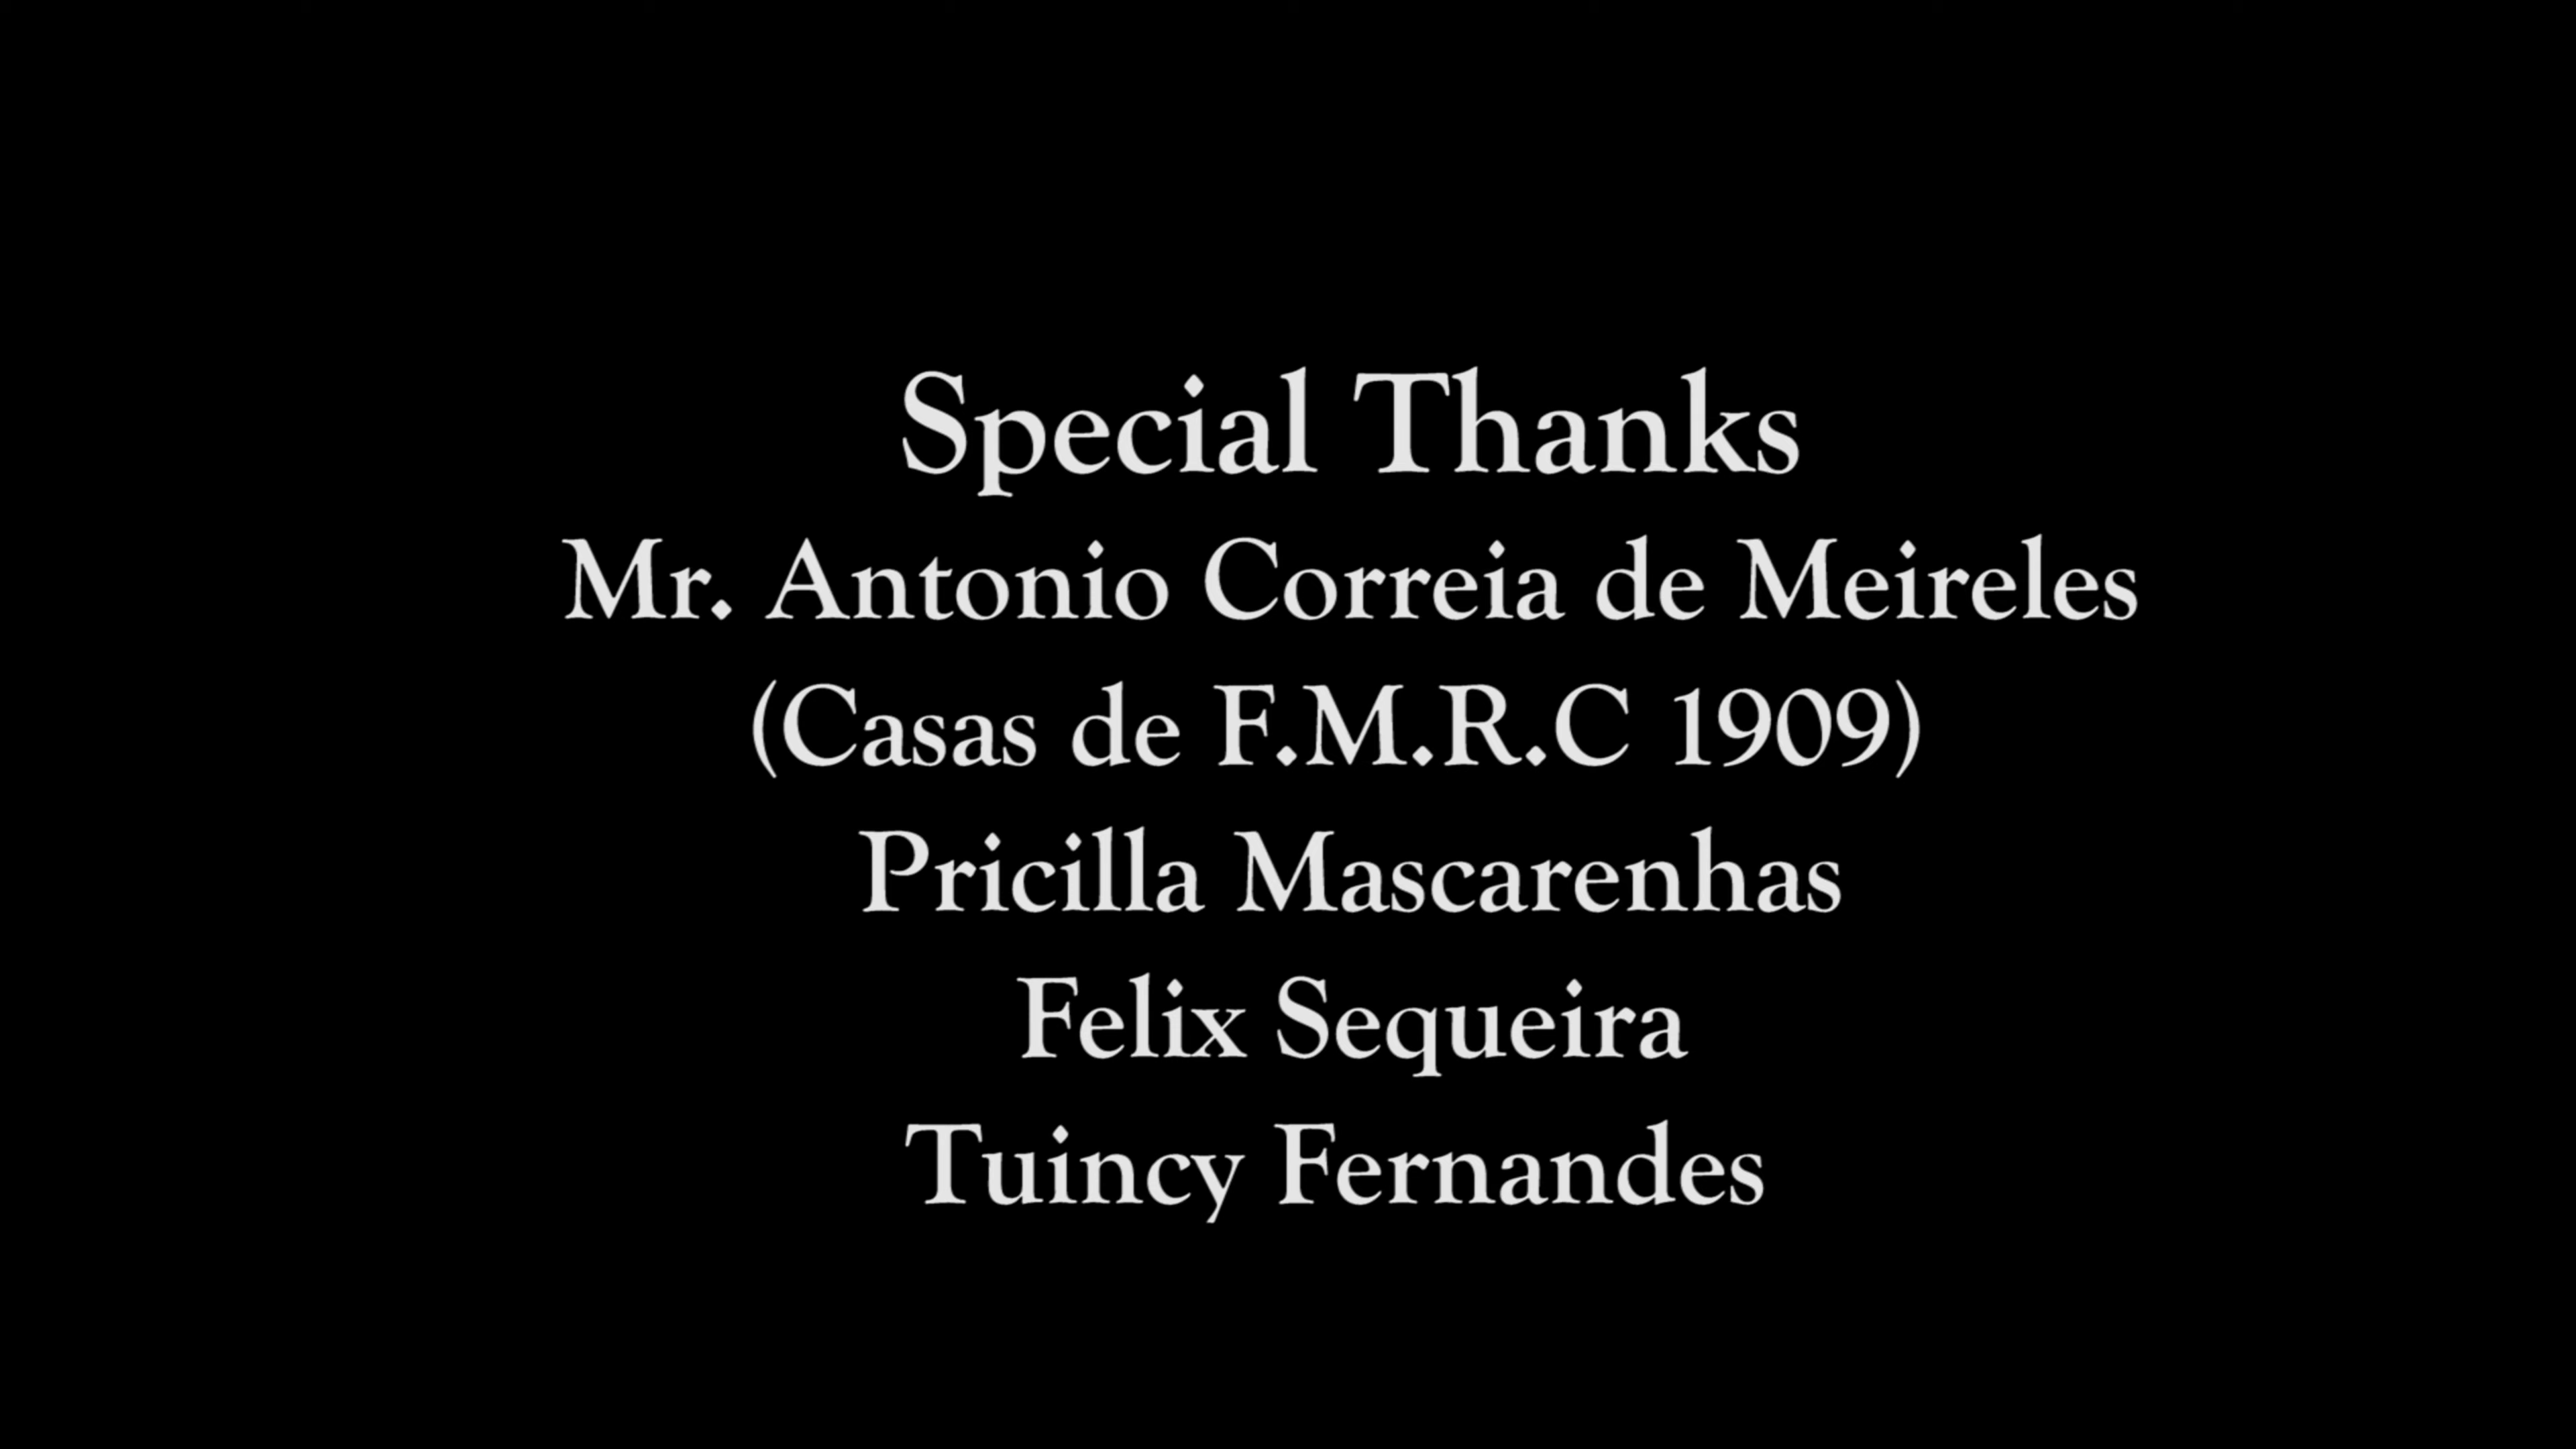 Special Thanks
Mr. Antonio Correia de Meireles
(Casas de F.M.R.C 1909)
Pricilla Mascarenhas
Felix Sequeira
Tuincy Fernandes